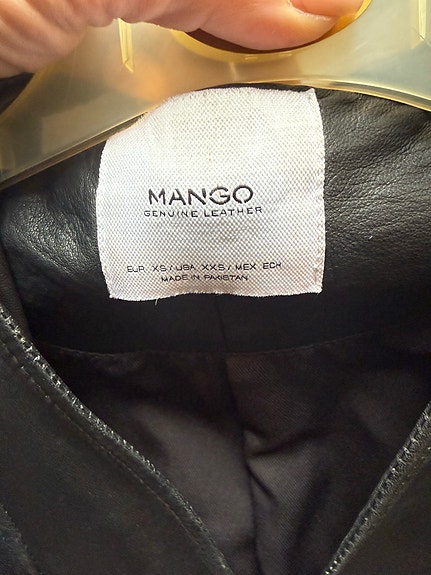 MANGO
GENUINE LEATHER
EUR XS / USA XXS / MEX ECH
MADE IN PAKISTAN